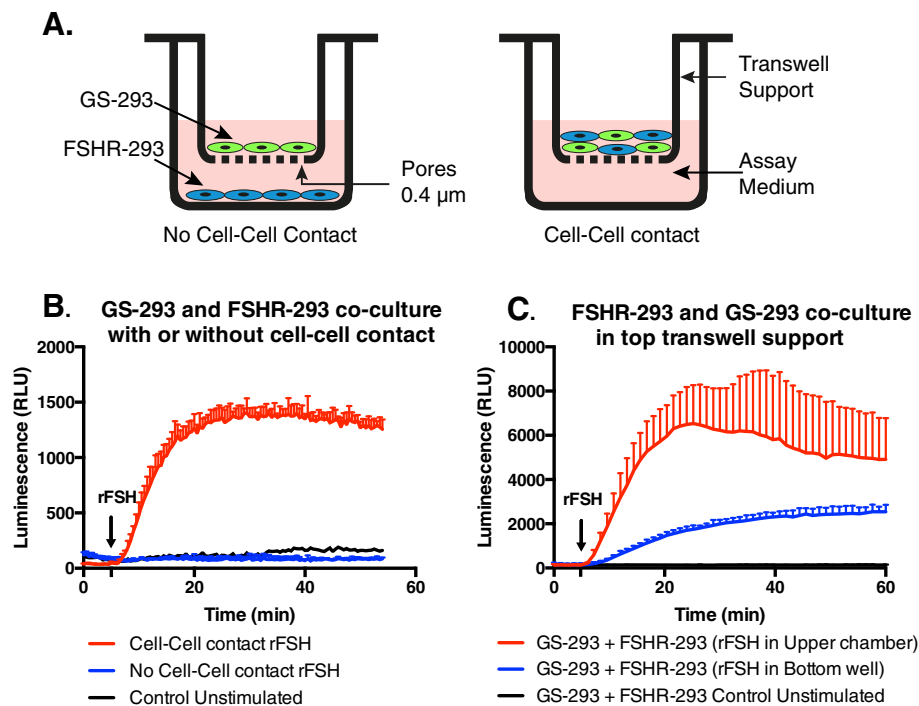 A.
GS-293
FSHR-293
Pores
0.4 µm
No Cell-Cell Contact
Transwell
Support
Assay
Medium
Cell-Cell contact
B. GS-293 and FSHR-293 co-culture
with or without cell-cell contact
Luminescence (RLU)
2000
1500
1000
500
0
rFSH
0 20 40 60
Time (min)
Cell-Cell contact rFSH
No Cell-Cell contact rFSH
Control Unstimulated
C. FSHR-293 and GS-293 co-culture
in top transwell support
Luminescence (RLU)
10000
8000
6000
4000
2000
0
rFSH
0 20 40 60
Time (min)
GS-293 + FSHR-293 (rFSH in Upper chamber)
GS-293 + FSHR-293 (rFSH in Bottom well)
GS-293 + FSHR-293 Control Unstimulated